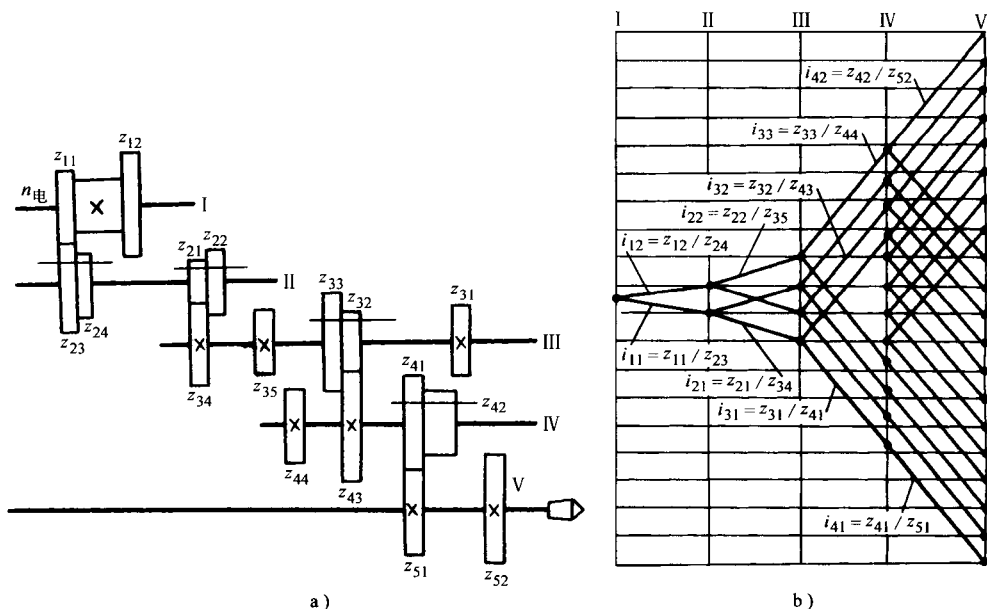 z₁₁
z₁₂
n电
I
z₂₁
z₂₂
II
z₂₃
z₂₄
z₃₃
z₃₂
z₃₁
III
z₃₄
z₃₅
z₄₁
z₄₂
IV
z₄₄
z₄₃
V
z₅₁
z₅₂
a)
I
II
III
IV
V
i₄₂ = z₄₂ / z₅₂
i₃₃ = z₃₃ / z₄₄
i₃₂ = z₃₂ / z₄₃
i₂₂ = z₂₂ / z₃₅
i₁₂ = z₁₂ / z₂₄
i₁₁ = z₁₁ / z₂₃
i₂₁ = z₂₁ / z₃₄
i₃₁ = z₃₁ / z₄₁
i₄₁ = z₄₁ / z₅₁
b)